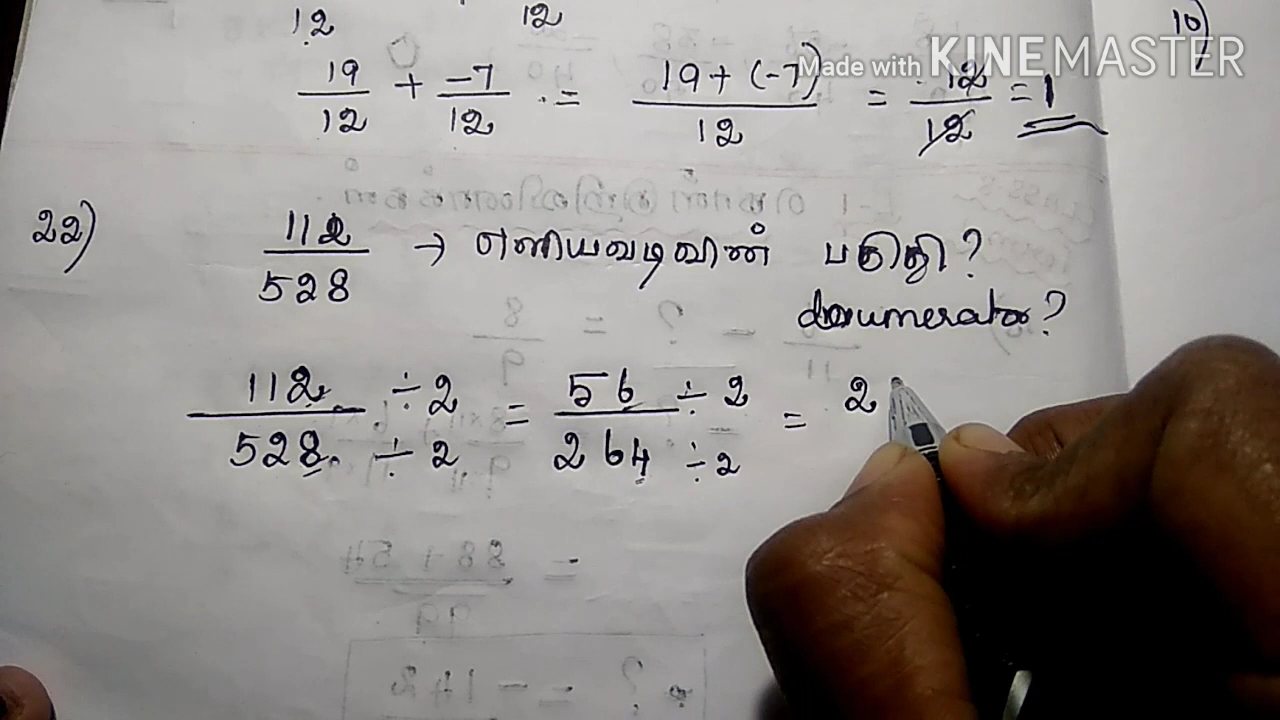 12 12 10)
Made with KINEMASTER
19/12 + -7/12 = 19+(-7)/12 = 12/12 = 1
22) 112/528 → எளியவடிவின் பகுதி?
112 ÷2 / 528 ÷2 = 56 ÷2 / 264 ÷2 = 2